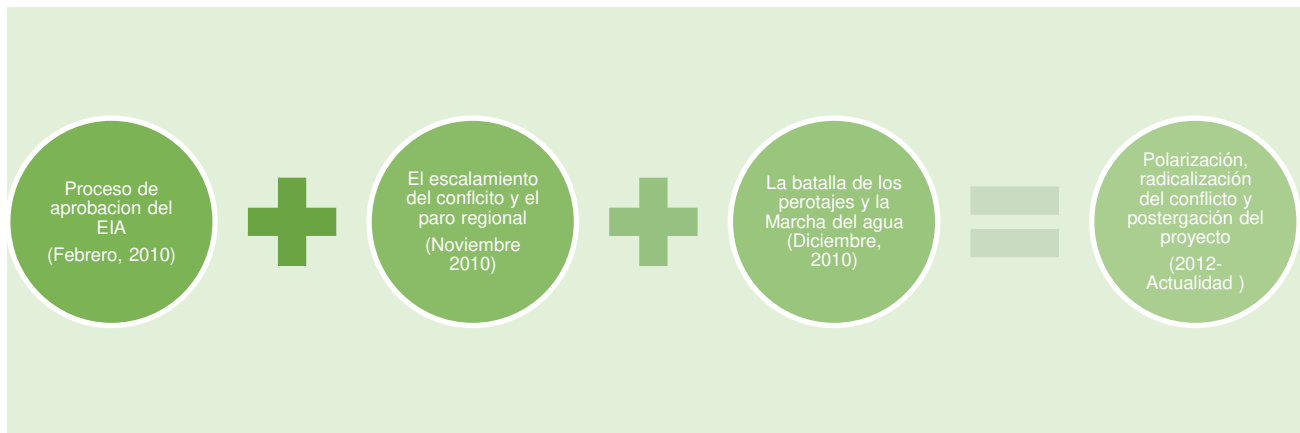 Proceso de
aprobacion del
EIA
(Febrero, 2010)
El escalamiento
del conflcito y el
paro regional
(Noviembre
2010)
La batalla de los
perotajes y la
Marcha del agua
(Diciembre,
2010)
Polarización,
radicalización
del conflicto y
postergación del
proyecto
(2012-
Actualidad )